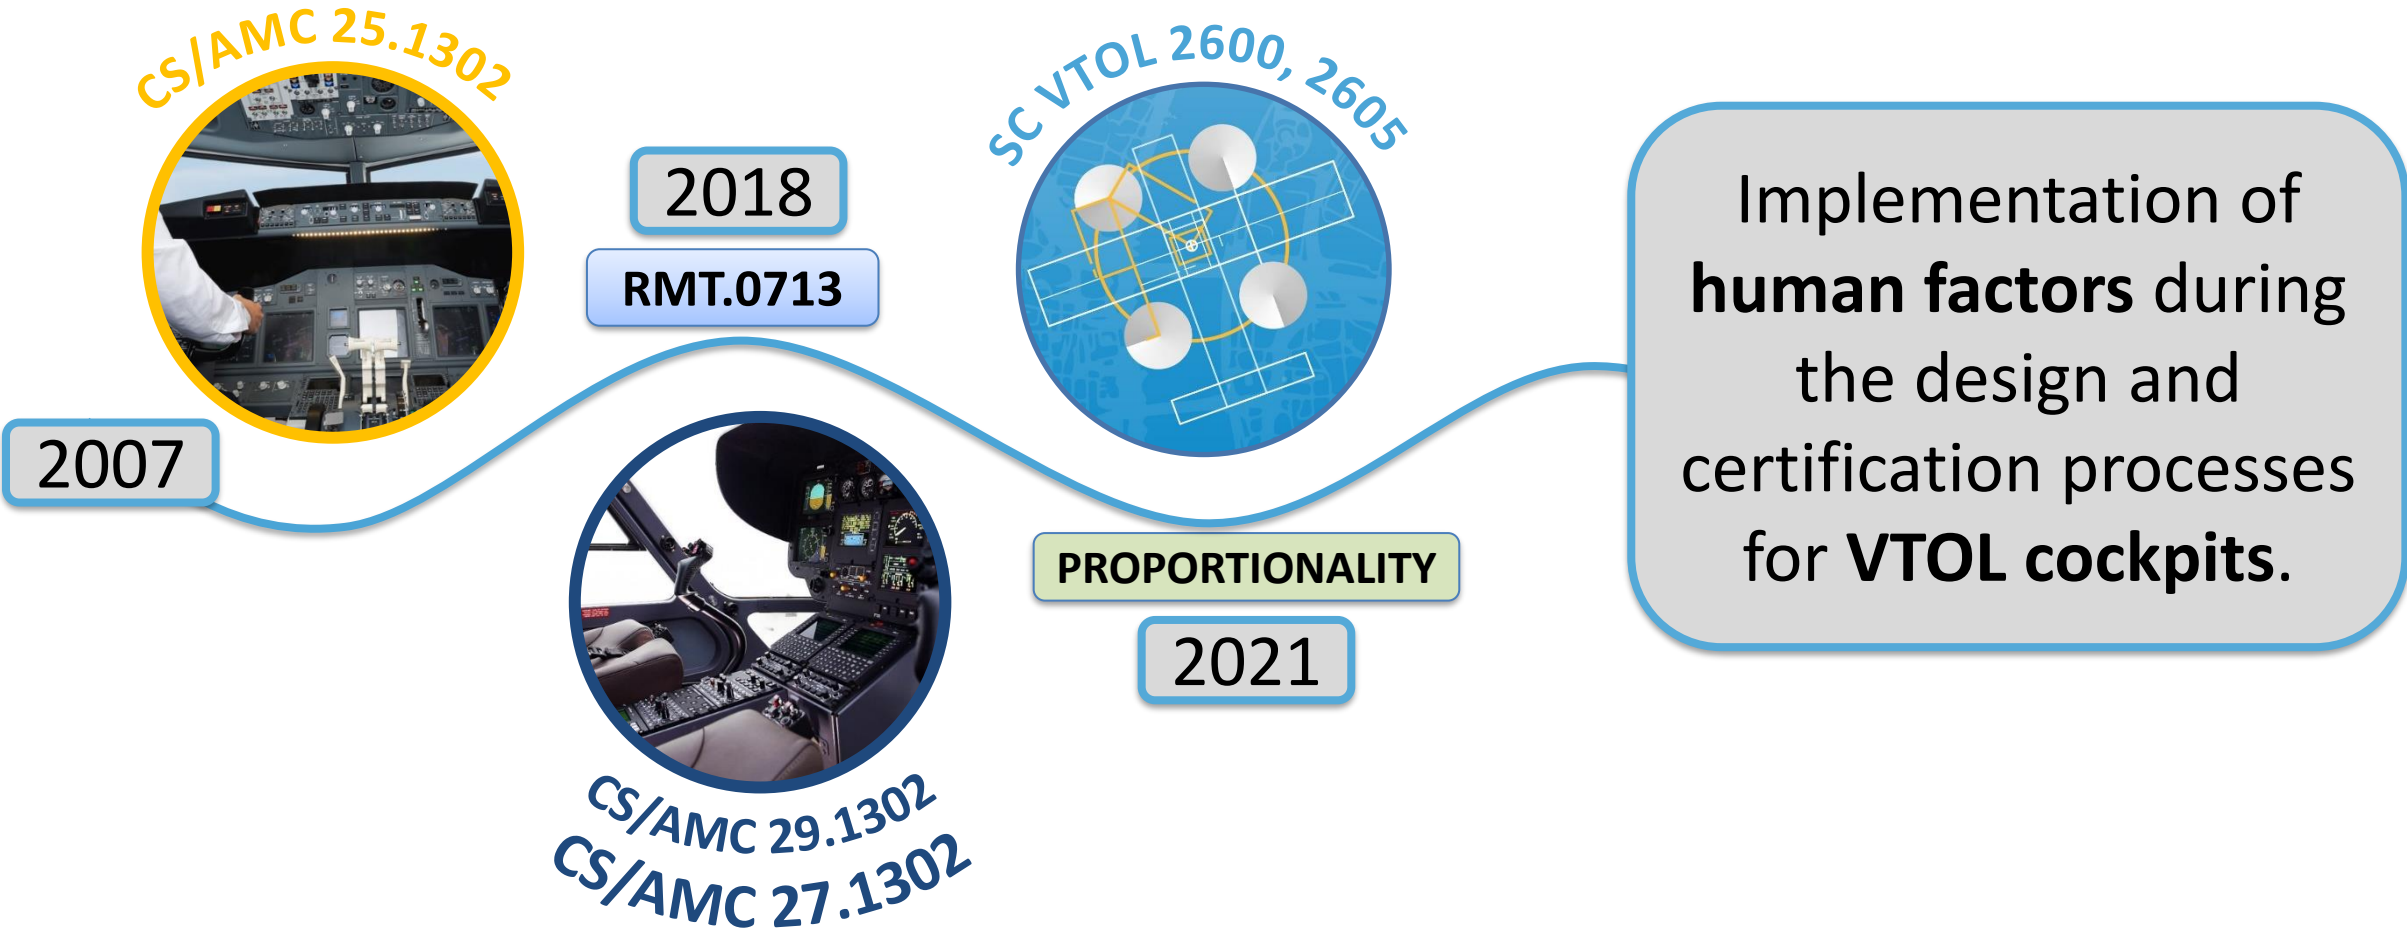 CS/AMC 25.1302
2007
2018
RMT.0713
CS/AMC 29.1302
CS/AMC 27.1302
SC VTOL 2600, 2605
PROPORTIONALITY
2021
Implementation of
human factors during
the design and
certification processes
for VTOL cockpits.